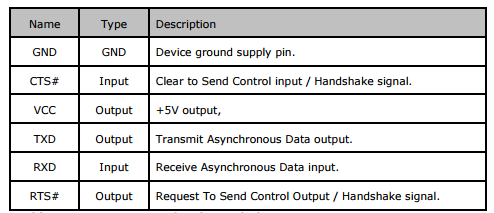 Name Type Description
GND GND Device ground supply pin.
CTS# Input Clear to Send Control input / Handshake signal.
VCC Output +5V output,
TXD Output Transmit Asynchronous Data output.
RXD Input Receive Asynchronous Data input.
RTS# Output Request To Send Control Output / Handshake signal.